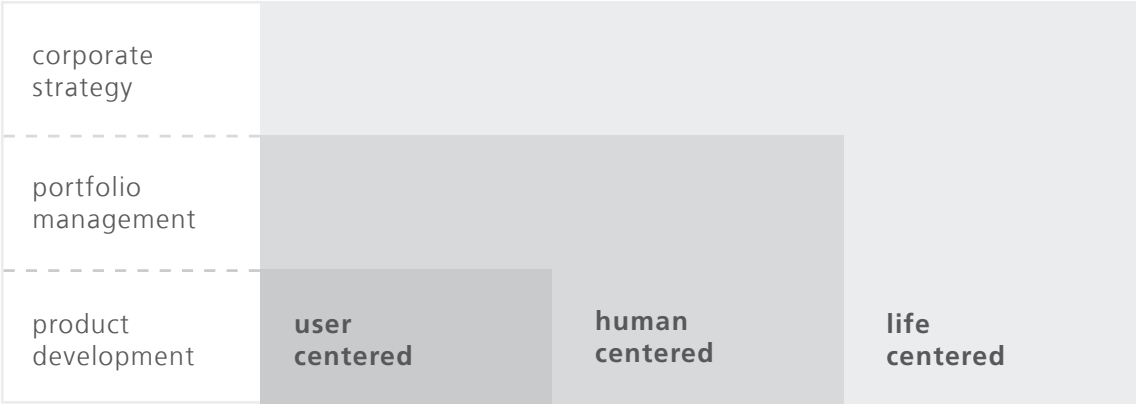 corporate
strategy
portfolio
management
product
development
user
centered
human
centered
life
centered